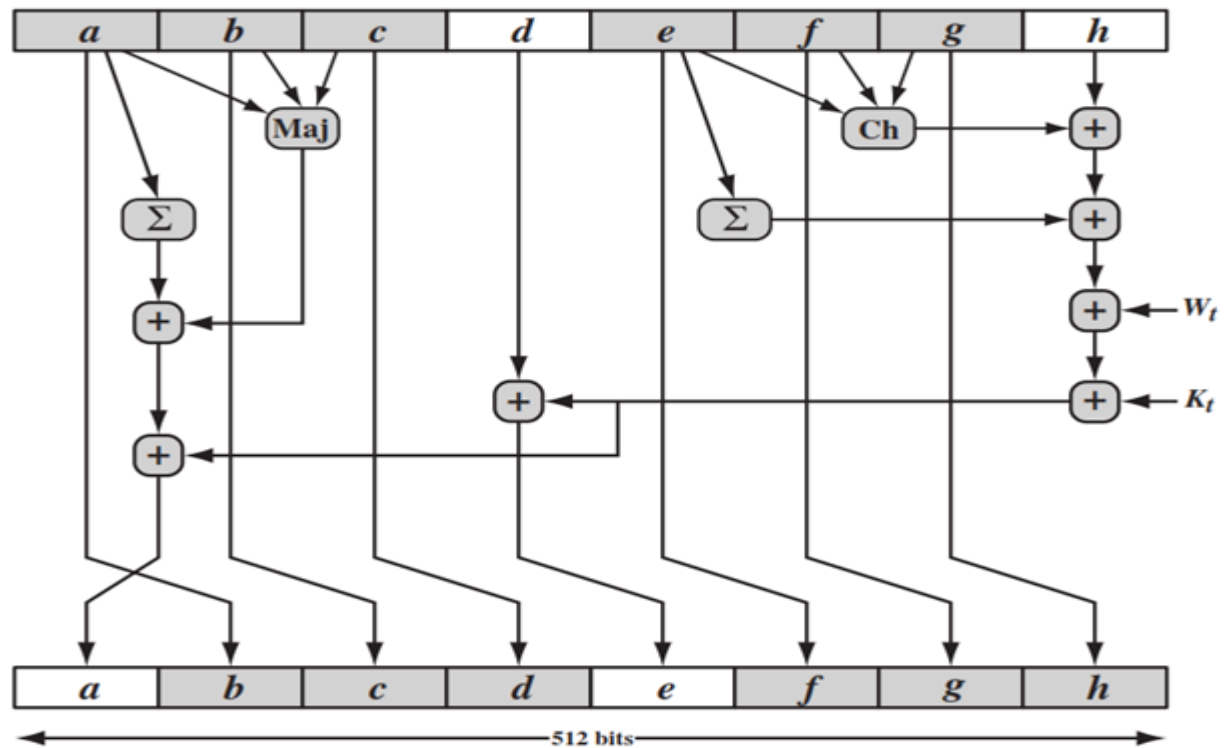 a b c d e f g h
Maj Ch +
Σ Σ +
+ + W_t
+ + K_t
+
a b c d e f g h
512 bits